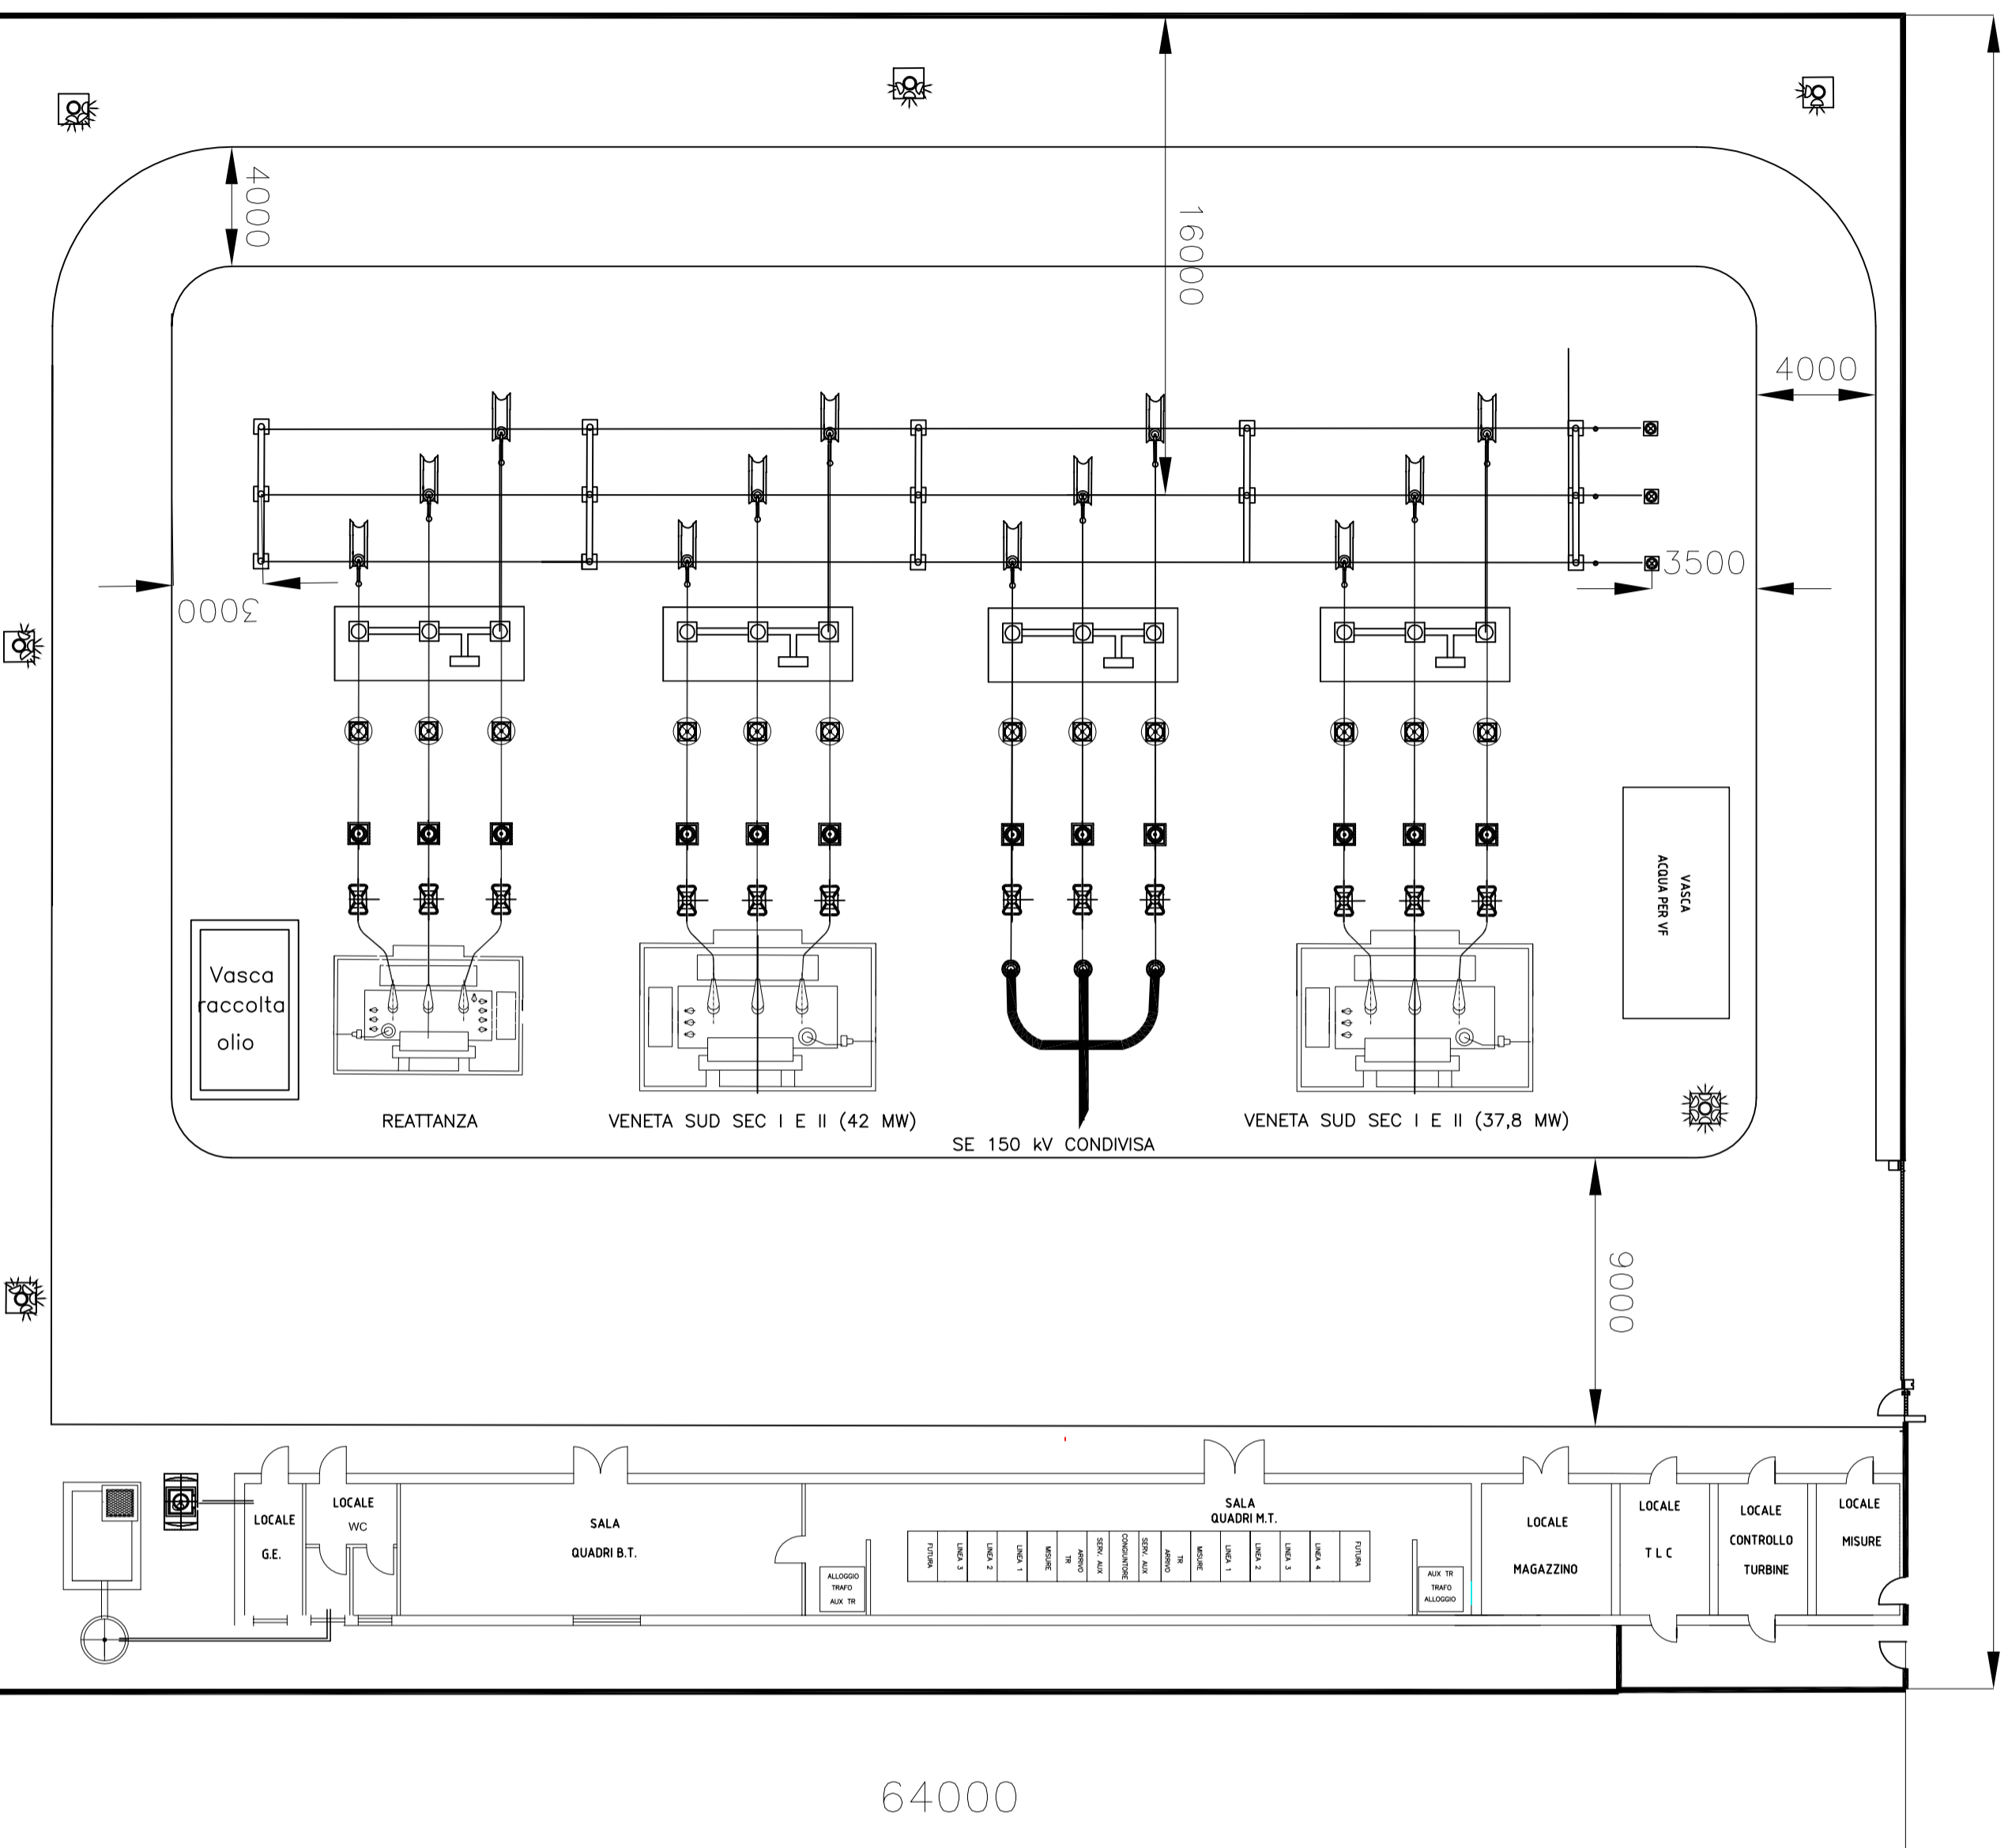 4000
16000
4000
3000
3500
VASCA
ACQUA PER VF
Vasca
raccolta
olio
REATTANZA
VENETA SUD SEC I E II (42 MW)
SE 150 kV CONDIVISA
VENETA SUD SEC I E II (37,8 MW)
9000
LOCALE
G.E.
LOCALE
WC
SALA
QUADRI B.T.
ALLOGGIO
TRAFO
AUX TR
SALA
QUADRI M.T.
FUTURA
LINEA 3
LINEA 2
LINEA 1
MISURE
ARRIVO
TR
SERV. AUX
CONGIUNTORE
SERV. AUX
ARRIVO
TR
MISURE
LINEA 1
LINEA 2
LINEA 3
LINEA 4
FUTURA
AUX TR
TRAFO
ALLOGGIO
LOCALE
MAGAZZINO
LOCALE
T L C
LOCALE
CONTROLLO
TURBINE
LOCALE
MISURE
64000